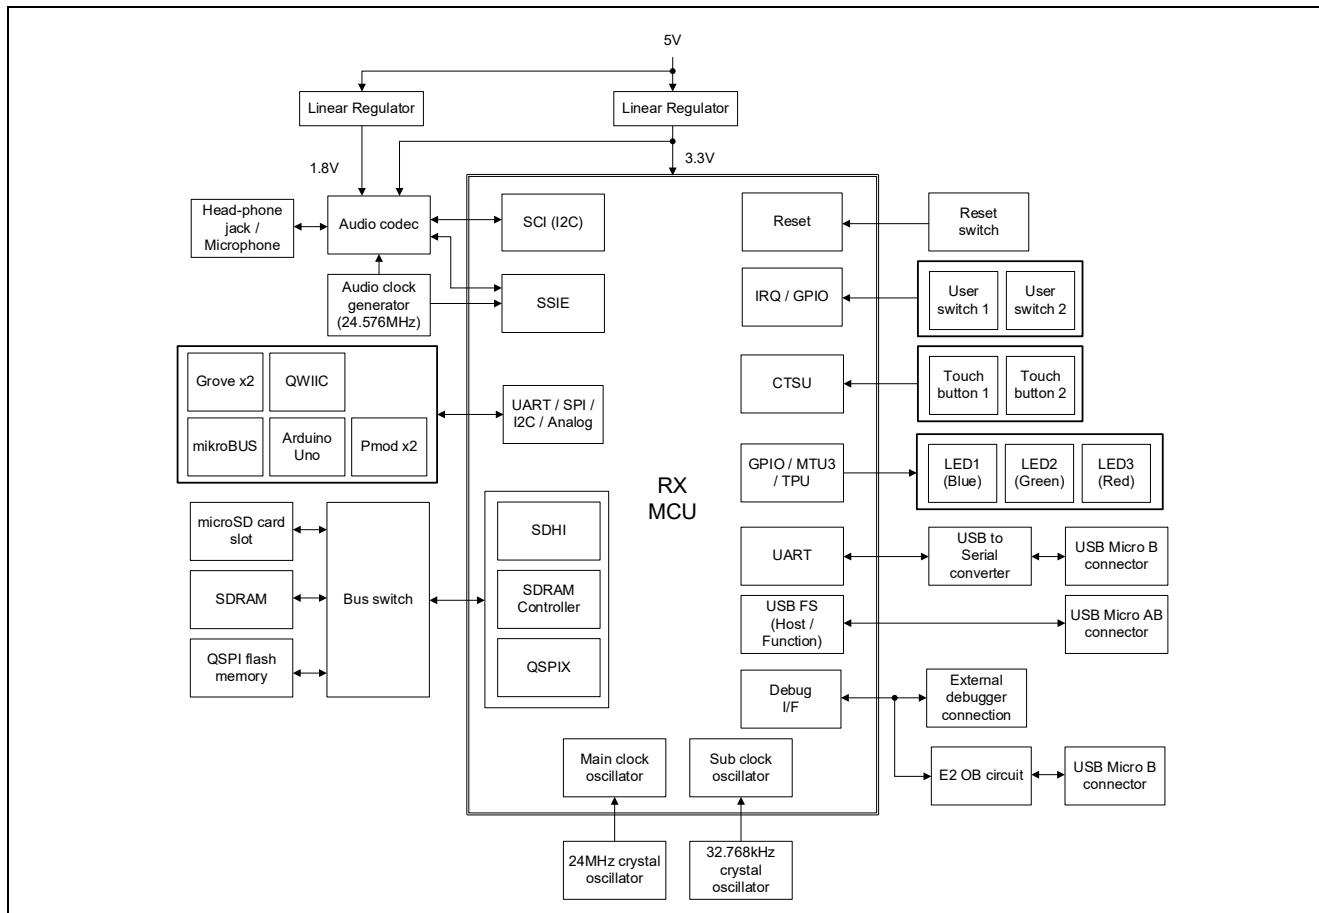 5V
Linear Regulator
Linear Regulator
1.8V
3.3V
Head-phone
jack /
Microphone
Audio codec
SCI (I2C)
Reset
Reset
switch
Audio clock
generator
(24.576MHz)
SSIE
IRQ / GPIO
User
switch 1
User
switch 2
Grove x2
QWIIC
mikroBUS
Arduino
Uno
Pmod x2
UART / SPI /
I2C / Analog
CTSU
Touch
button 1
Touch
button 2
GPIO / MTU3
/ TPU
LED1
(Blue)
LED2
(Green)
LED3
(Red)
RX
MCU
microSD card
slot
SDRAM
QSPI flash
memory
Bus switch
SDHI
SDRAM
Controller
QSPIX
UART
USB to
Serial
converter
USB Micro B
connector
USB FS
(Host /
Function)
USB Micro AB
connector
Debug
I/F
External
debugger
connection
E2 OB circuit
USB Micro B
connector
Main clock
oscillator
Sub clock
oscillator
24MHz crystal
oscillator
32.768kHz
crystal
oscillator